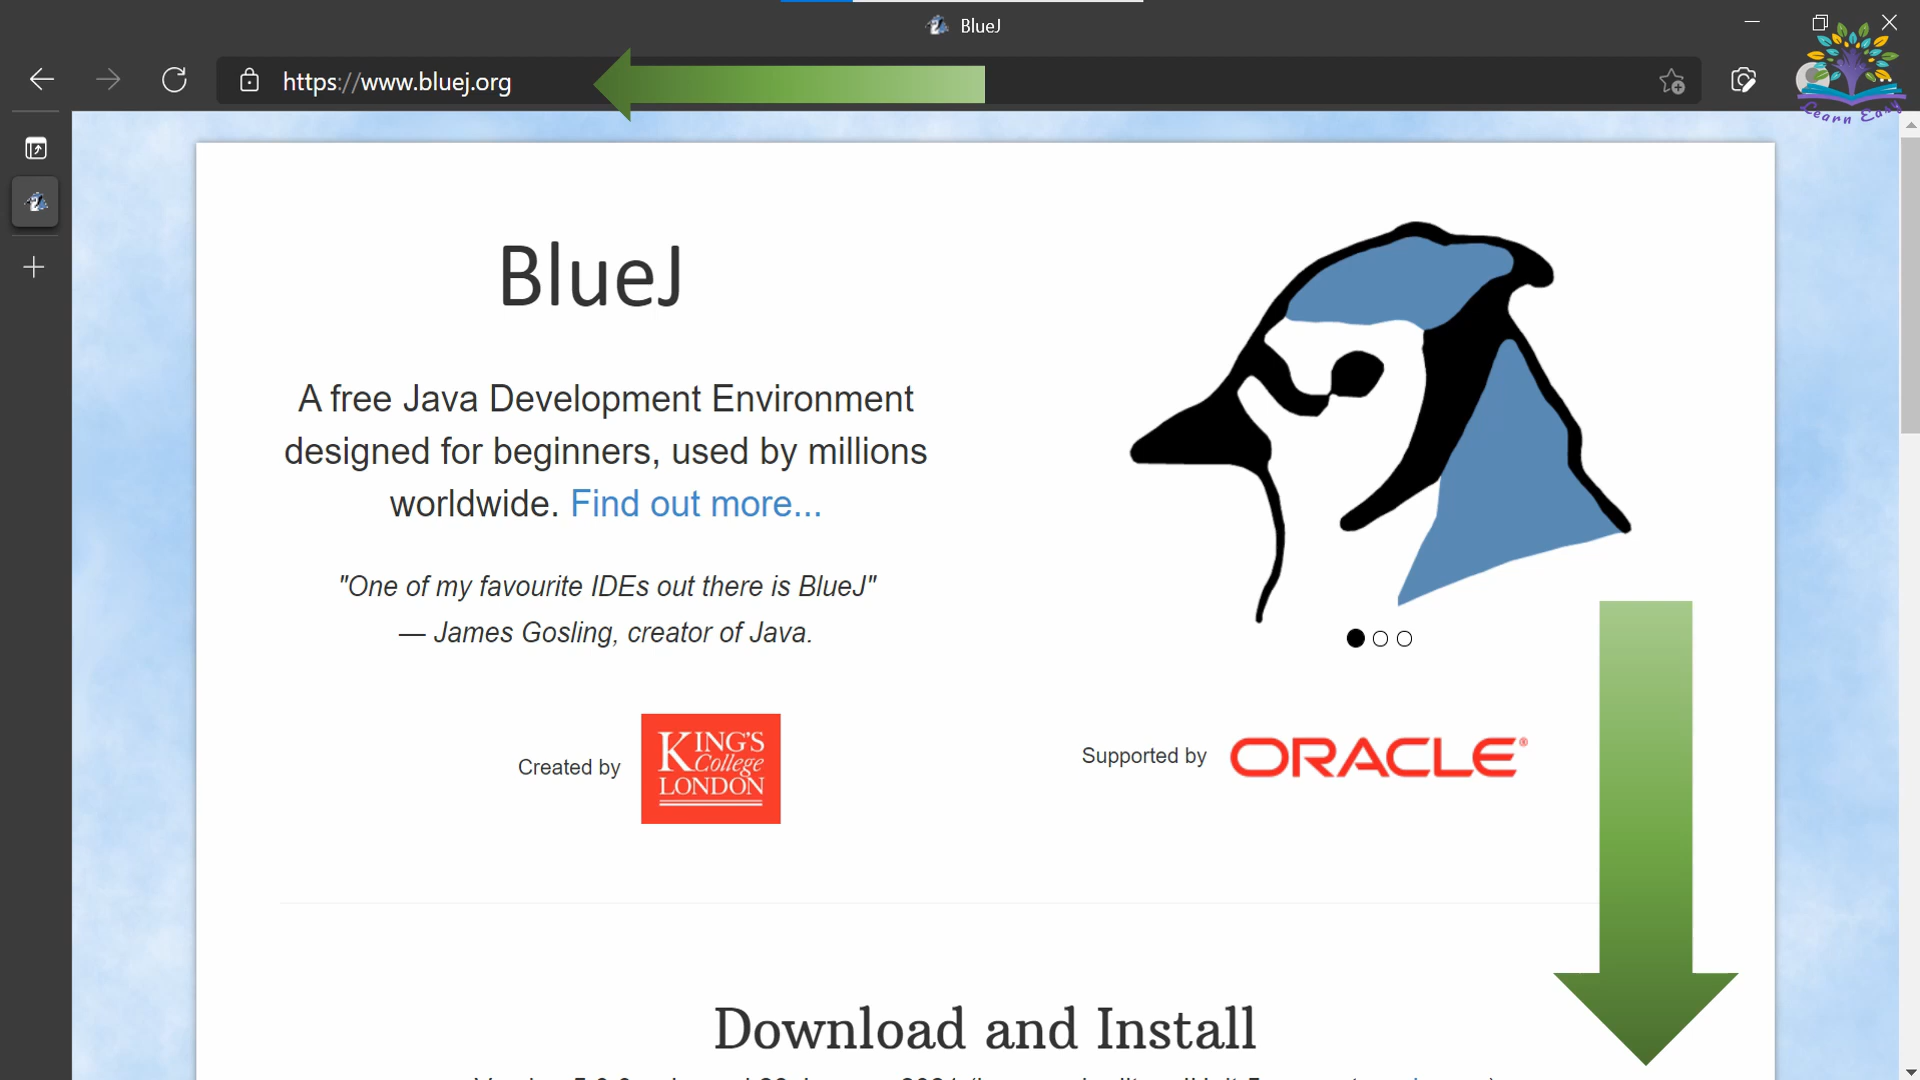 BlueJ
https://www.bluej.org
Learn Easy
BlueJ
A free Java Development Environment
designed for beginners, used by millions
worldwide. Find out more...
"One of my favourite IDEs out there is BlueJ"
— James Gosling, creator of Java.
Created by
KING'S
College
LONDON
Supported by
ORACLE®
Download and Install